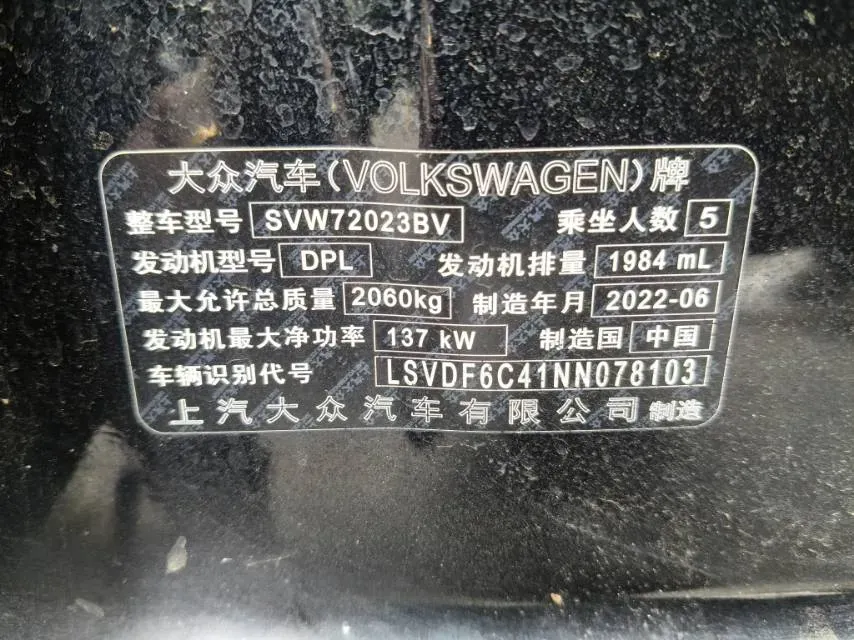 大众汽车(VOLKSWAGEN)牌
整车型号 SVW72023BV 乘坐人数 5
发动机型号 DPL 发动机排量 1984 mL
最大允许总质量 2060kg 制造年月 2022-06
发动机最大净功率 137 kW 制造国 中国
车辆识别代号 LSVDF6C41NN078103
上汽大众汽车有限公司 制造